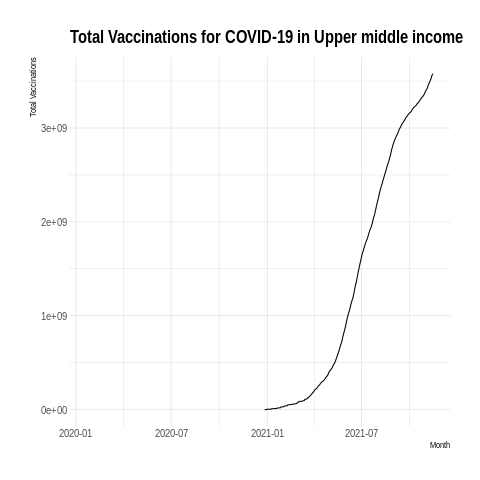 Total Vaccinations for COVID-19 in Upper middle income
Total Vaccinations
3e+09
2e+09
1e+09
0e+00
2020-01 2020-07 2021-01 2021-07
Month